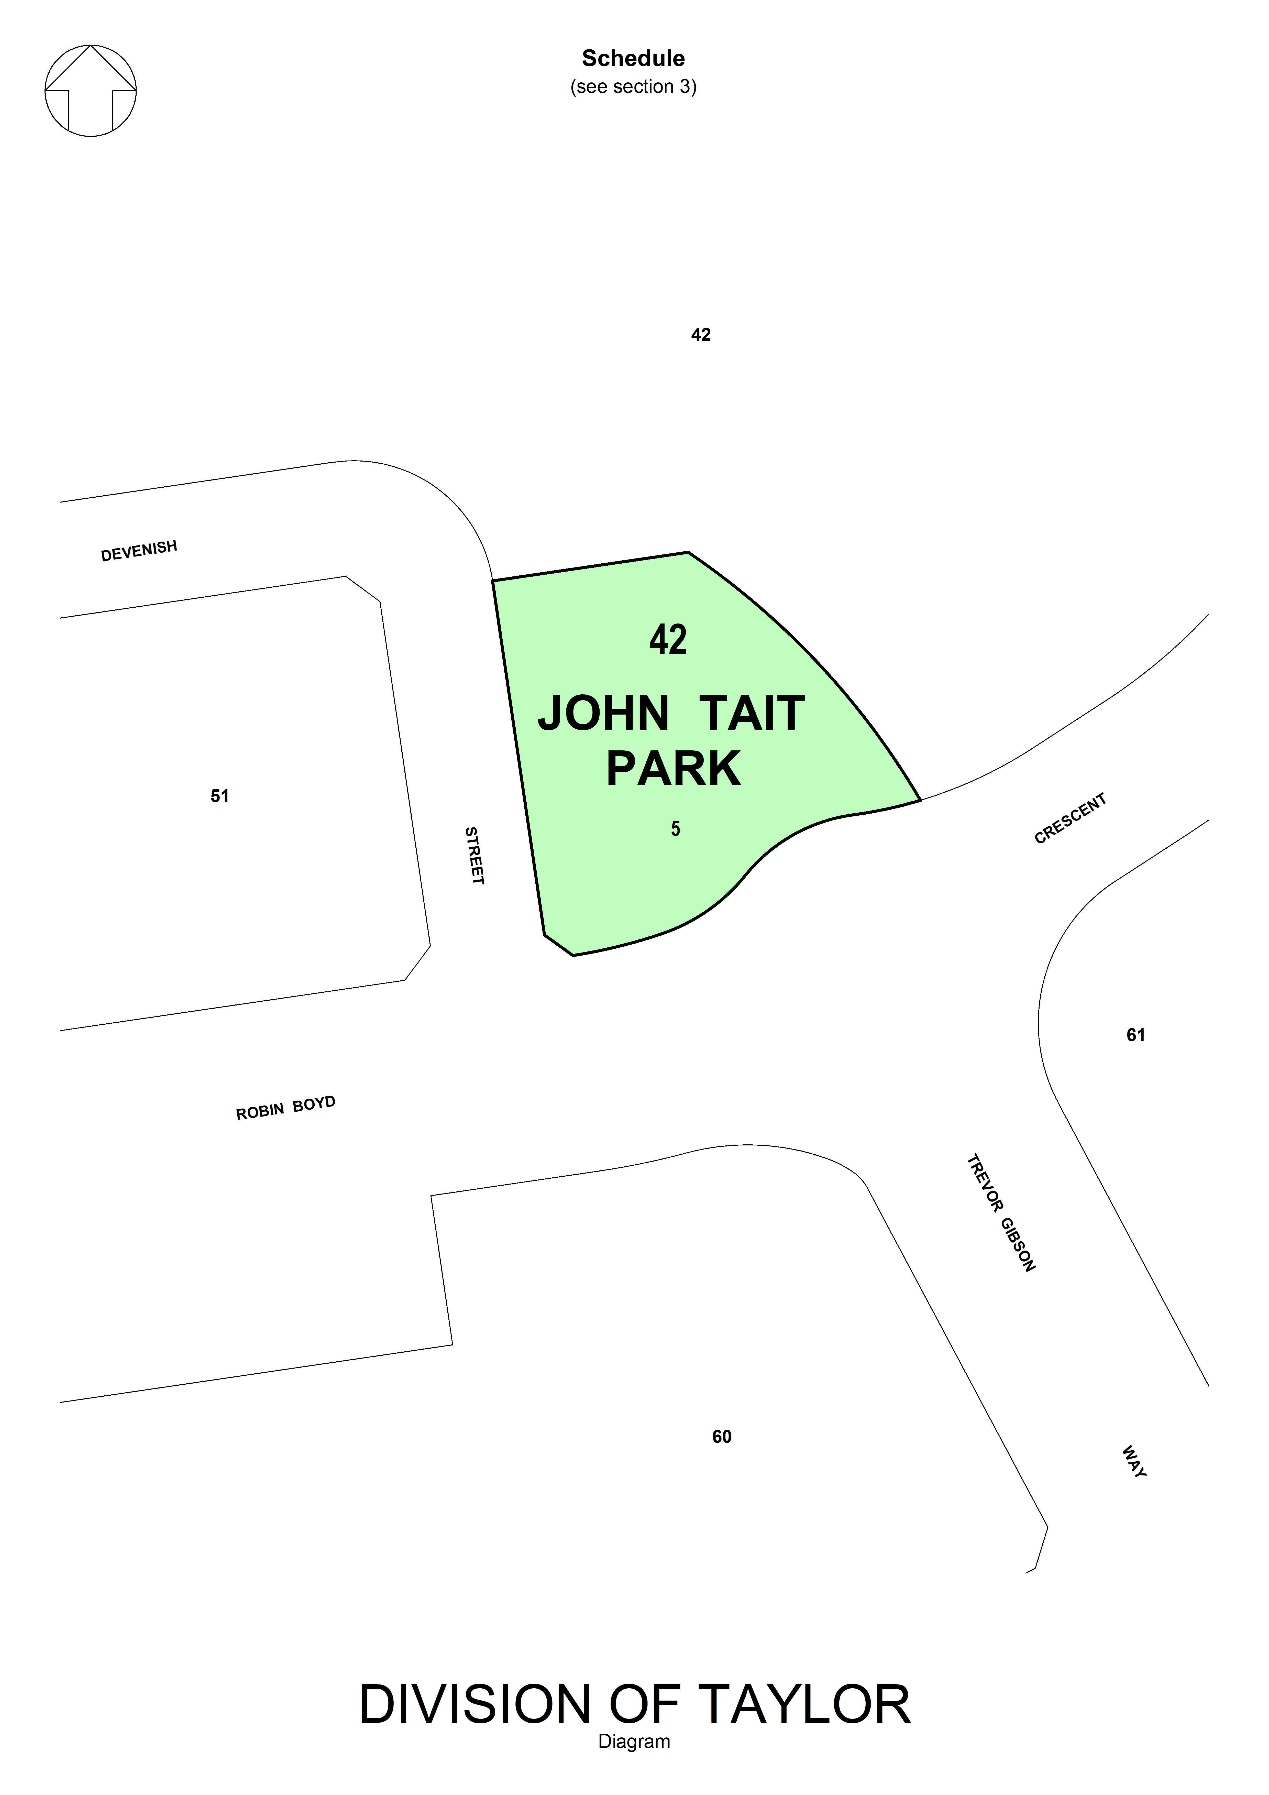 Schedule
(see section 3)
42
DEVENISH
STREET
42
JOHN TAIT
PARK
5
51
CRESCENT
61
ROBIN BOYD
TREVOR GIBSON
WAY
60
DIVISION OF TAYLOR
Diagram